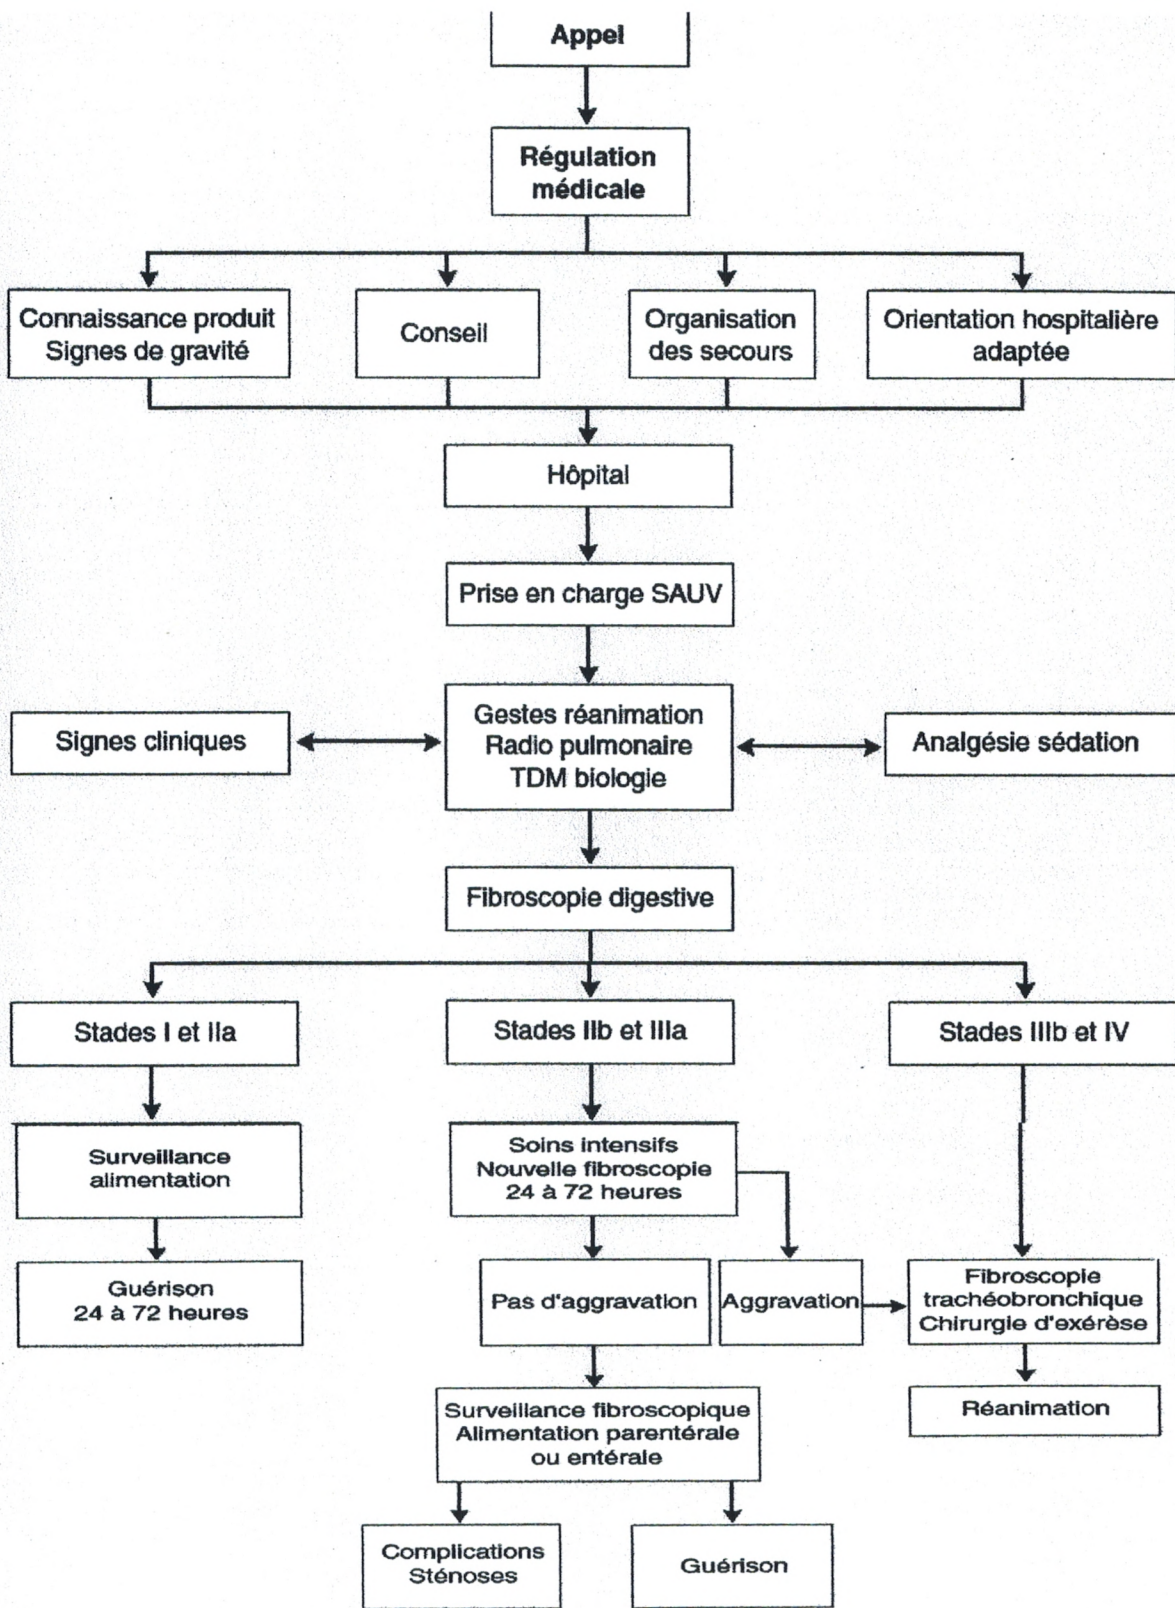 Appel
Régulation
médicale
Connaissance produit
Signes de gravité
Conseil
Organisation
des secours
Orientation hospitalière
adaptée
Hôpital
Prise en charge SAUV
Signes cliniques
Gestes réanimation
Radio pulmonaire
TDM biologie
Analgésie sédation
Fibroscopie digestive
Stades I et IIa
Stades IIb et IIIa
Stades IIIb et IV
Surveillance
alimentation
Soins intensifs
Nouvelle fibroscopie
24 à 72 heures
Guérison
24 à 72 heures
Pas d'aggravation
Aggravation
Fibroscopie
trachéobronchique
Chirurgie d'exérèse
Surveillance fibroscopique
Alimentation parentérale
ou entérale
Réanimation
Complications
Sténoses
Guérison